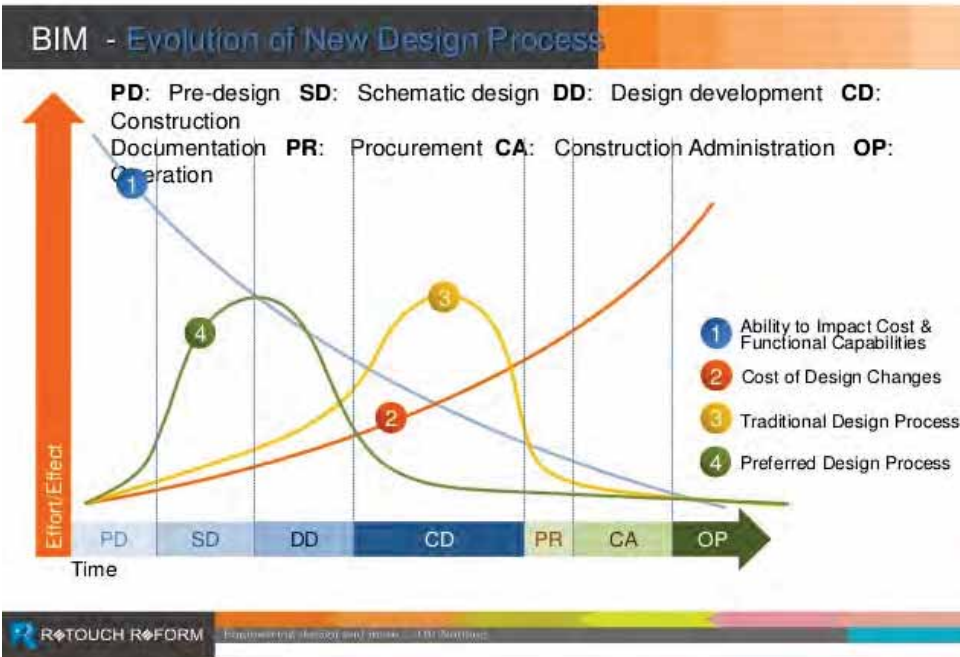 BIM - Evolution of New Design Process
PD: Pre-design SD: Schematic design DD: Design development CD:
Construction
Documentation PR: Procurement CA: Construction Administration OP:
Operation
1
4
3
2
1 Ability to Impact Cost &
Functional Capabilities
2 Cost of Design Changes
3 Traditional Design Process
4 Preferred Design Process
Effort/Effect
PD SD DD CD PR CA OP
Time
R TOUCH R FORM